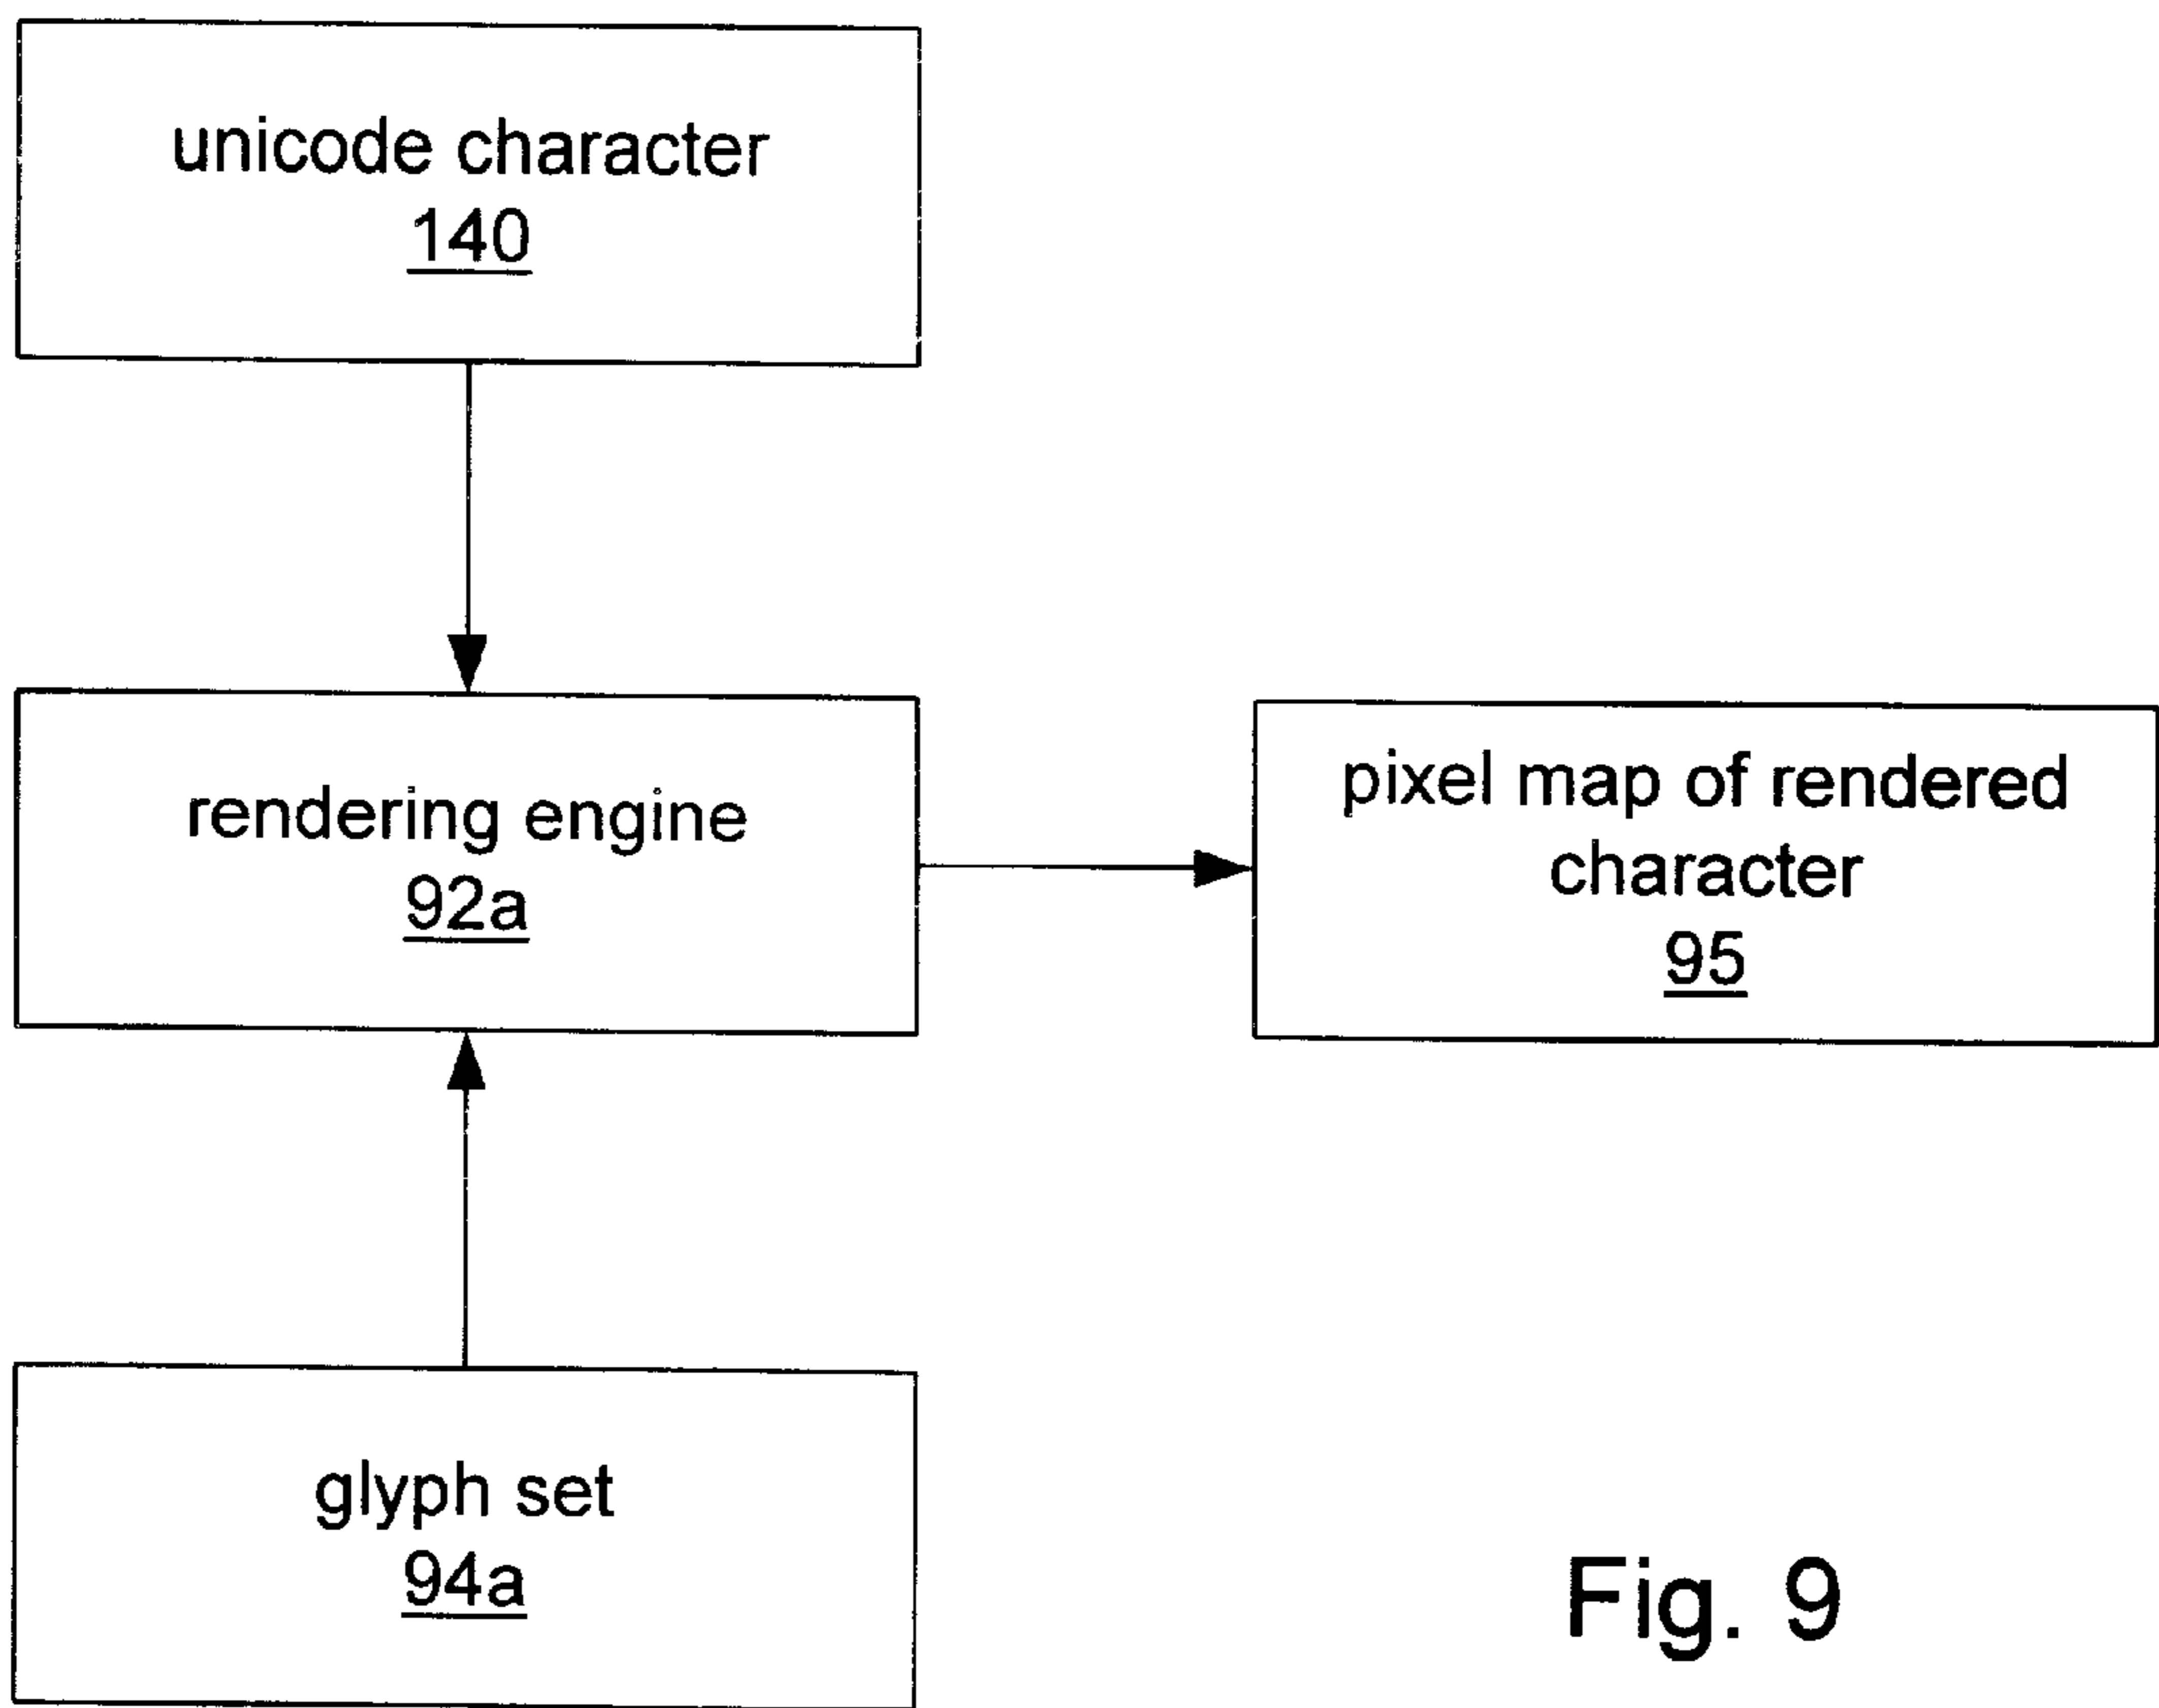 unicode character
140
rendering engine
92a
pixel map of rendered
character
95
glyph set
94a
Fig. 9